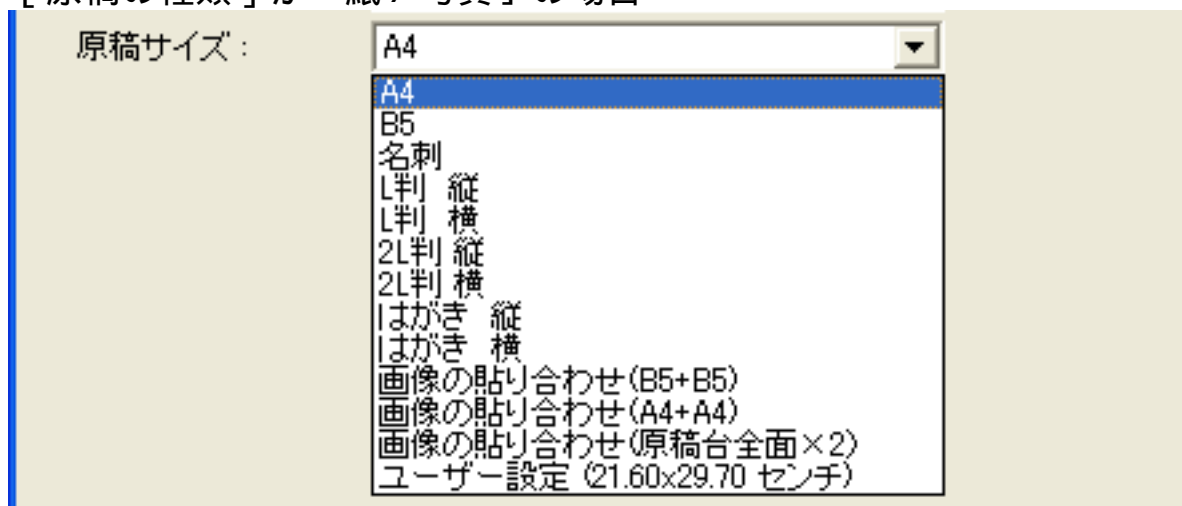 原稿サイズ：
A4
A4
B5
名刺
L判 縦
L判 横
2L判 縦
2L判 横
はがき 縦
はがき 横
画像の貼り合わせ(B5+B5)
画像の貼り合わせ(A4+A4)
画像の貼り合わせ(原稿台全面×2)
ユーザー設定 (21.60x29.70 センチ)